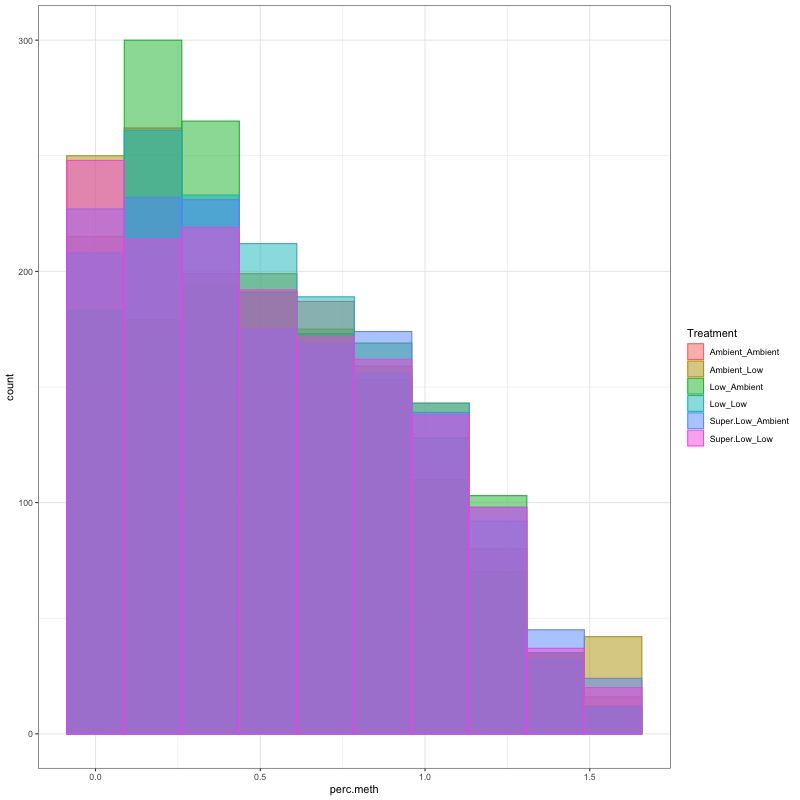 300
200
100
0
count
0.0 0.5 1.0 1.5
perc.meth
Treatment
Ambient_Ambient
Ambient_Low
Low_Ambient
Low_Low
Super.Low_Ambient
Super.Low_Low